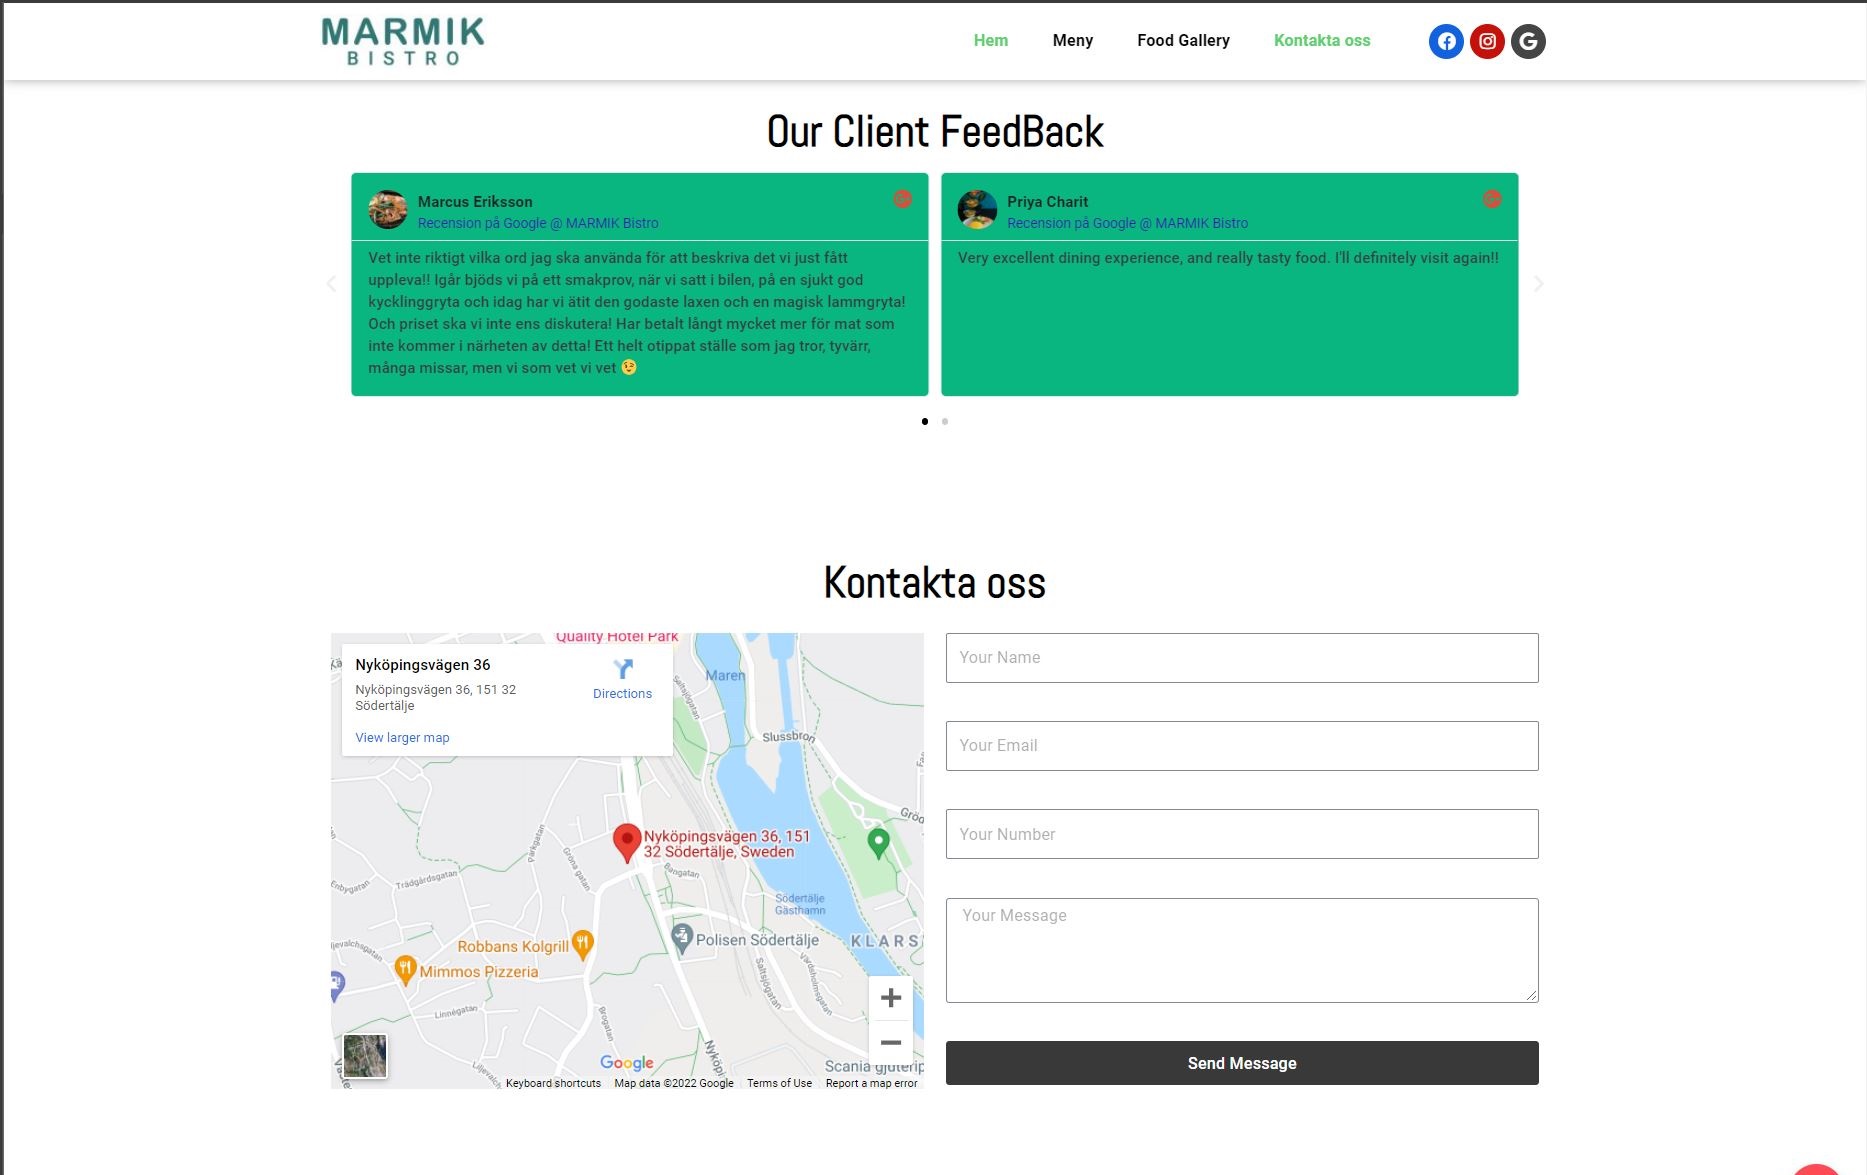 MARMIK
BISTRO
Hem Meny Food Gallery Kontakta oss
Our Client FeedBack
Marcus Eriksson
Recension på Google @ MARMIK Bistro
Vet inte riktigt vilka ord jag ska använda för att beskriva det vi just fått
uppleva!! Igår bjöds vi på ett smakprov, när vi satt i bilen, på en sjukt god
kycklinggryta och idag har vi ätit den godaste laxen och en magisk lammgryta!
Och priset ska vi inte ens diskutera! Har betalt långt mycket mer för mat som
inte kommer i närheten av detta! Ett helt otippat ställe som jag tror, tyvärr,
många missar, men vi som vet vi vet 😉
Priya Charit
Recension på Google @ MARMIK Bistro
Very excellent dining experience, and really tasty food. I'll definitely visit again!!
Kontakta oss
Quality Hotel Park
Nyköpingsvägen 36
Nyköpingsvägen 36, 151 32
Södertälje
Directions
View larger map
Maren
Saltsjögatan
Slussbron
Nyköpingsvägen 36, 151
32 Södertälje, Sweden
Parkgatan
Gröna gatan
Bangatan
Trädgårdsgatan
Enbygatan
Södertälje
Gästhamn
Robbans Kolgrill
Polisen Södertälje
KLARS
Mimmos Pizzeria
Saltsjögatan
Värdsholmsgatan
Linnégatan
Brogatan
Google
Keyboard shortcuts Map data ©2022 Google Terms of Use Report a map error
Your Name
Your Email
Your Number
Your Message
Send Message